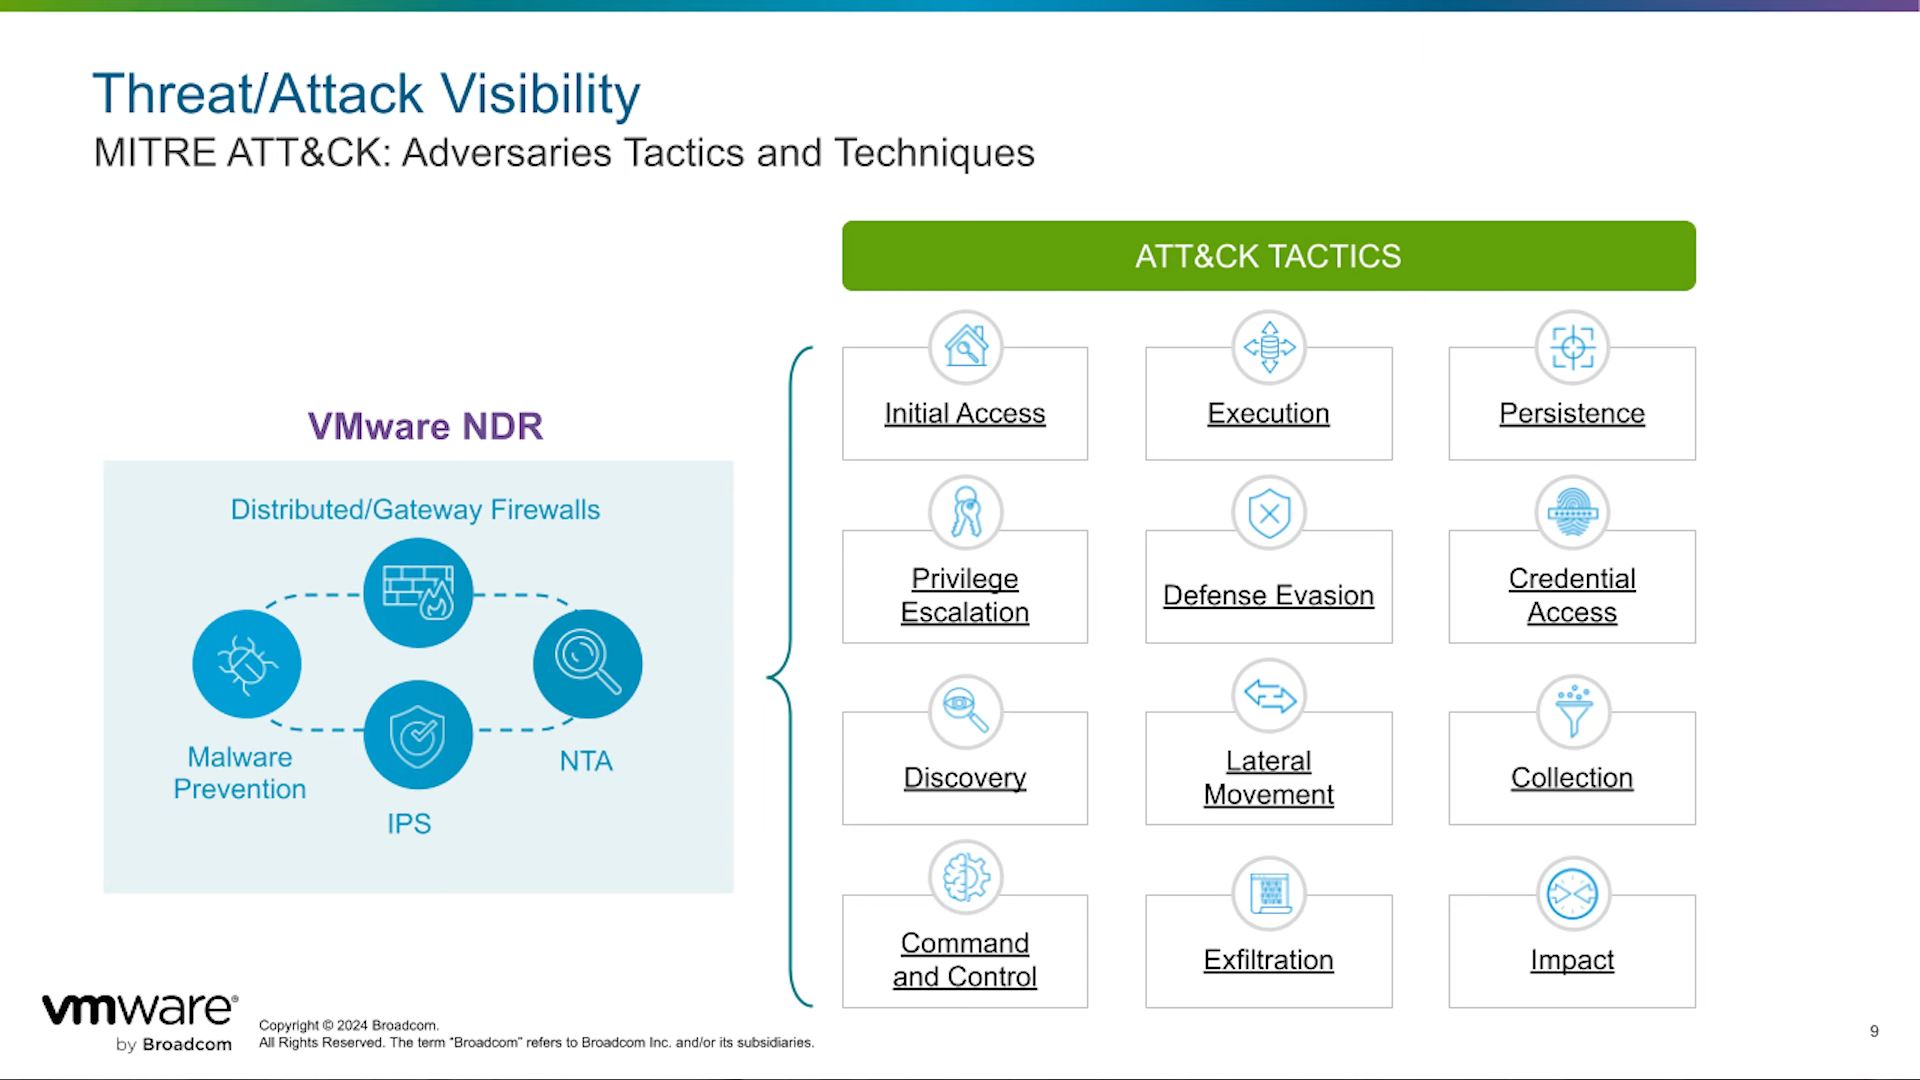 Threat/Attack Visibility
MITRE ATT&CK: Adversaries Tactics and Techniques
VMware NDR
Distributed/Gateway Firewalls
Malware
Prevention
IPS
NTA
ATT&CK TACTICS
Initial Access
Execution
Persistence
Privilege
Escalation
Defense Evasion
Credential
Access
Discovery
Lateral
Movement
Collection
Command
and Control
Exfiltration
Impact
vmware®
by Broadcom
Copyright © 2024 Broadcom.
All Rights Reserved. The term “Broadcom” refers to Broadcom Inc. and/or its subsidiaries.
9